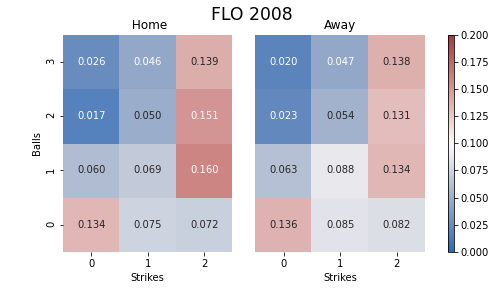 FLO 2008
Home Away
3 0.026 0.046 0.139 0.020 0.047 0.138 0.200
0.175
2 0.017 0.050 0.151 0.023 0.054 0.131 0.150
0.125
Balls 0.100
1 0.060 0.069 0.160 0.063 0.088 0.134 0.075
0.050
0 0.134 0.075 0.072 0.136 0.085 0.082 0.025
0.000
0 1 2 0 1 2
Strikes Strikes